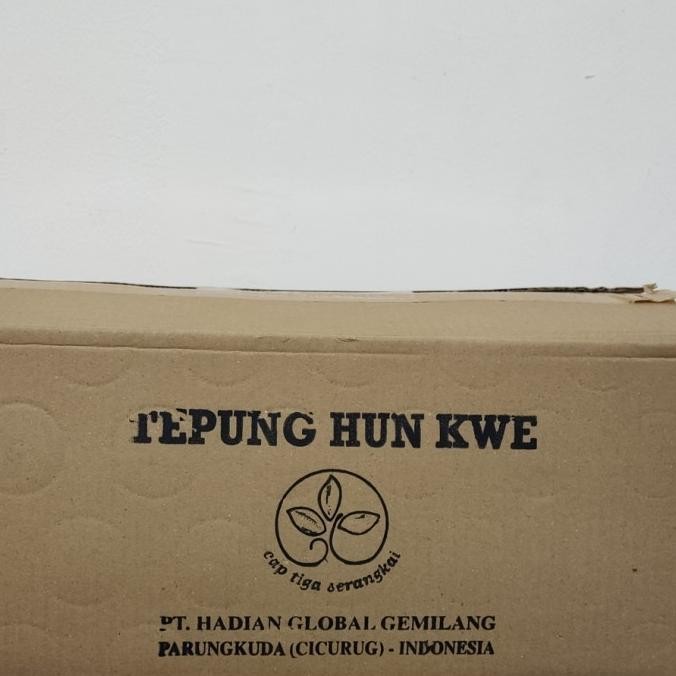 TEPUNG HUN KWE
cap tiga serangkai
PT. HADIAN GLOBAL GEMILANG
PARUNGKUDA (CICURUG) - INDONESIA